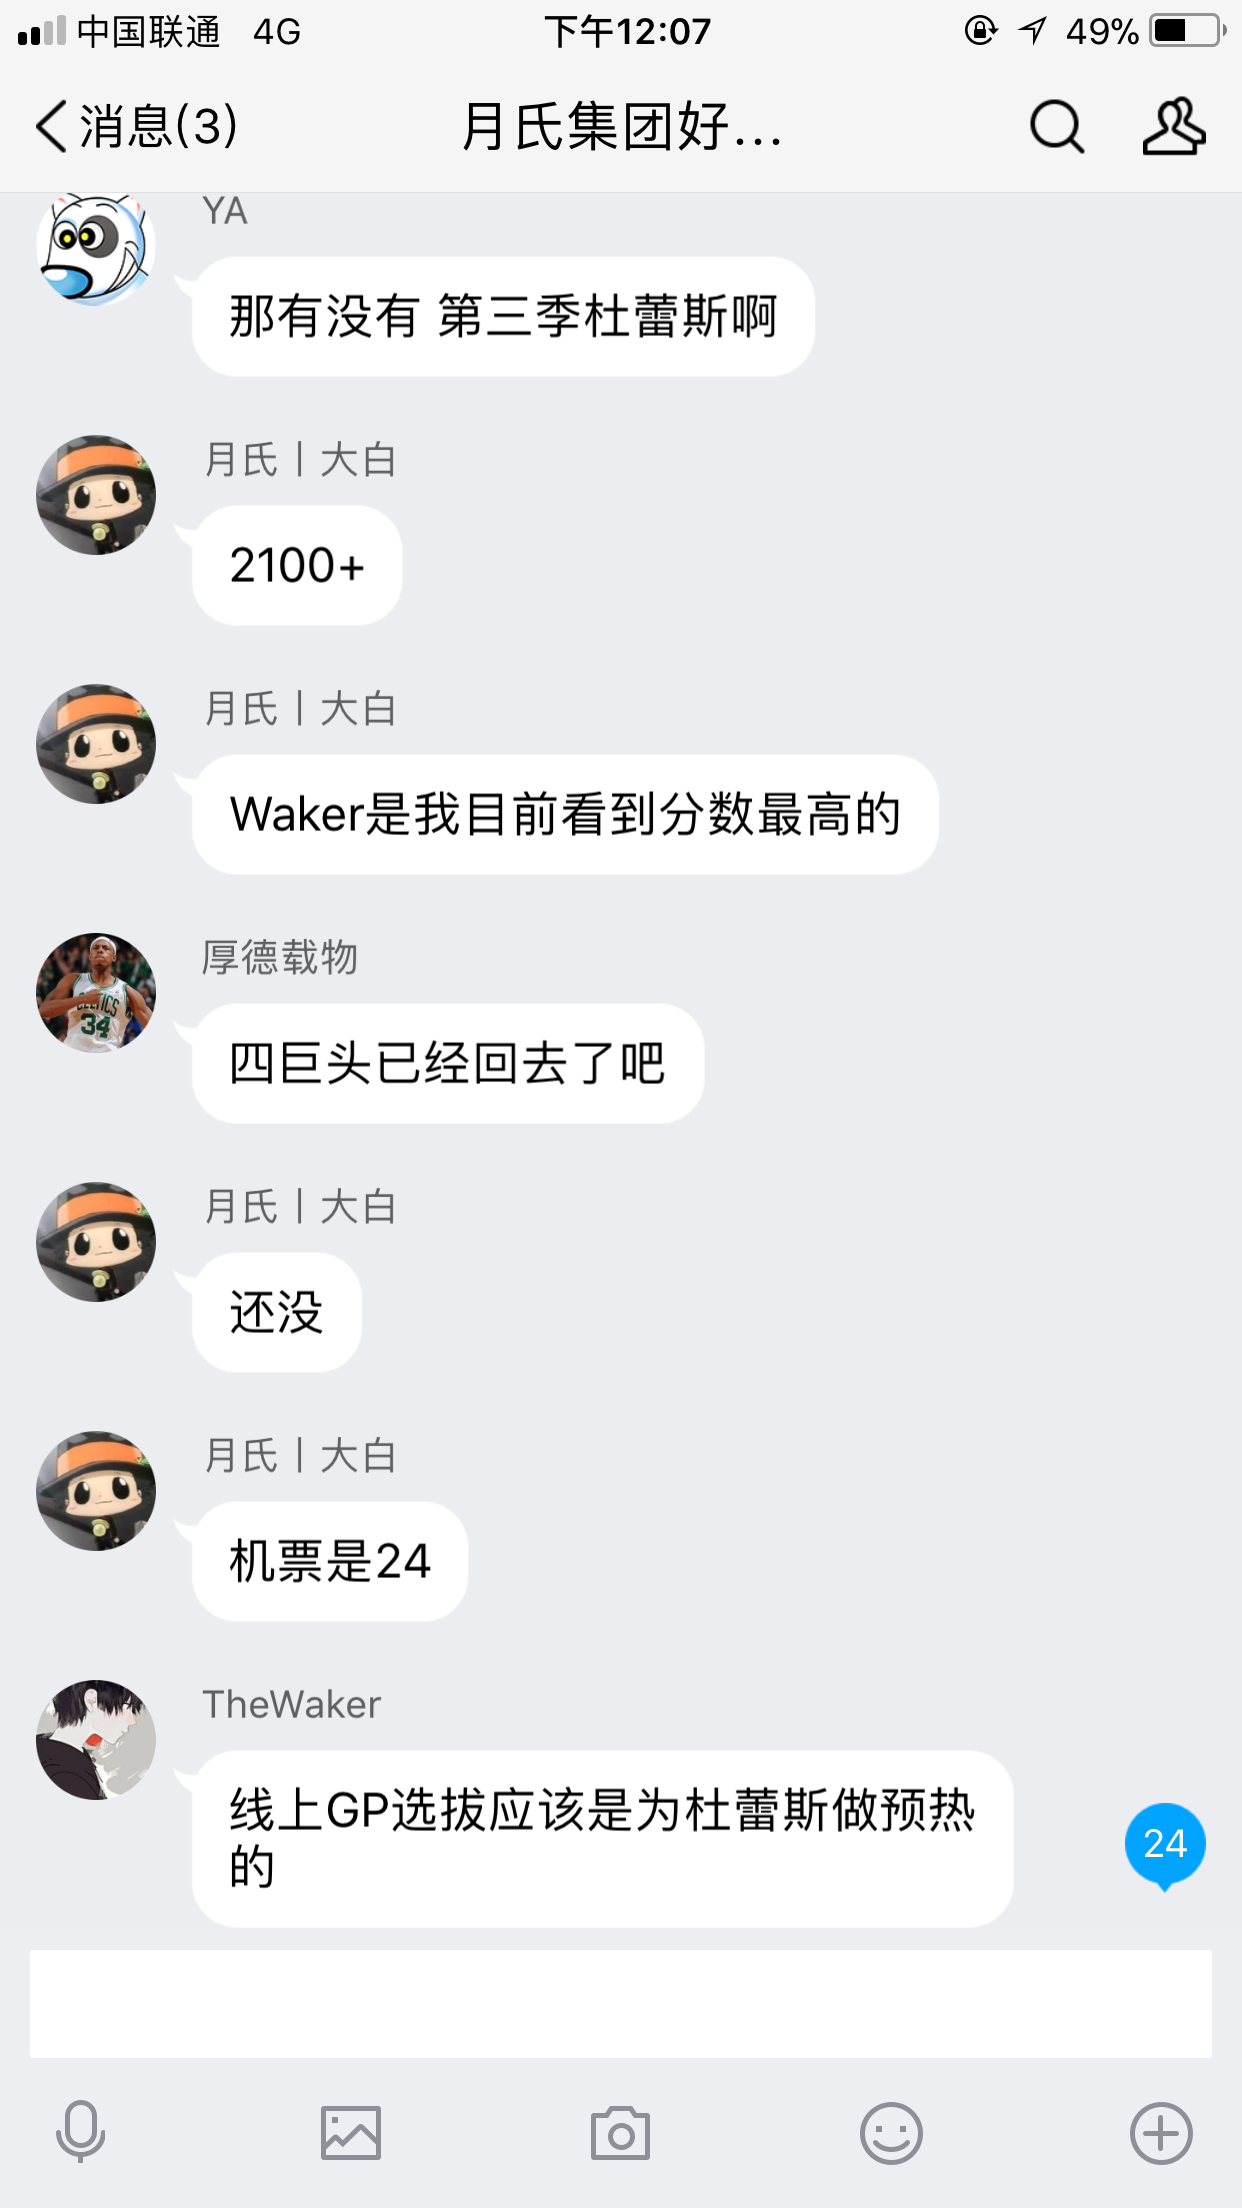 中国联通 4G 下午12:07 49%
消息(3) 月氏集团好...
YA
那有没有 第三季杜蕾斯啊
月氏丨大白
2100+
月氏丨大白
Waker是我目前看到分数最高的
厚德载物
CELTICS
34
四巨头已经回去了吧
月氏丨大白
还没
月氏丨大白
机票是24
TheWaker
线上GP选拔应该是为杜蕾斯做预热
的
24